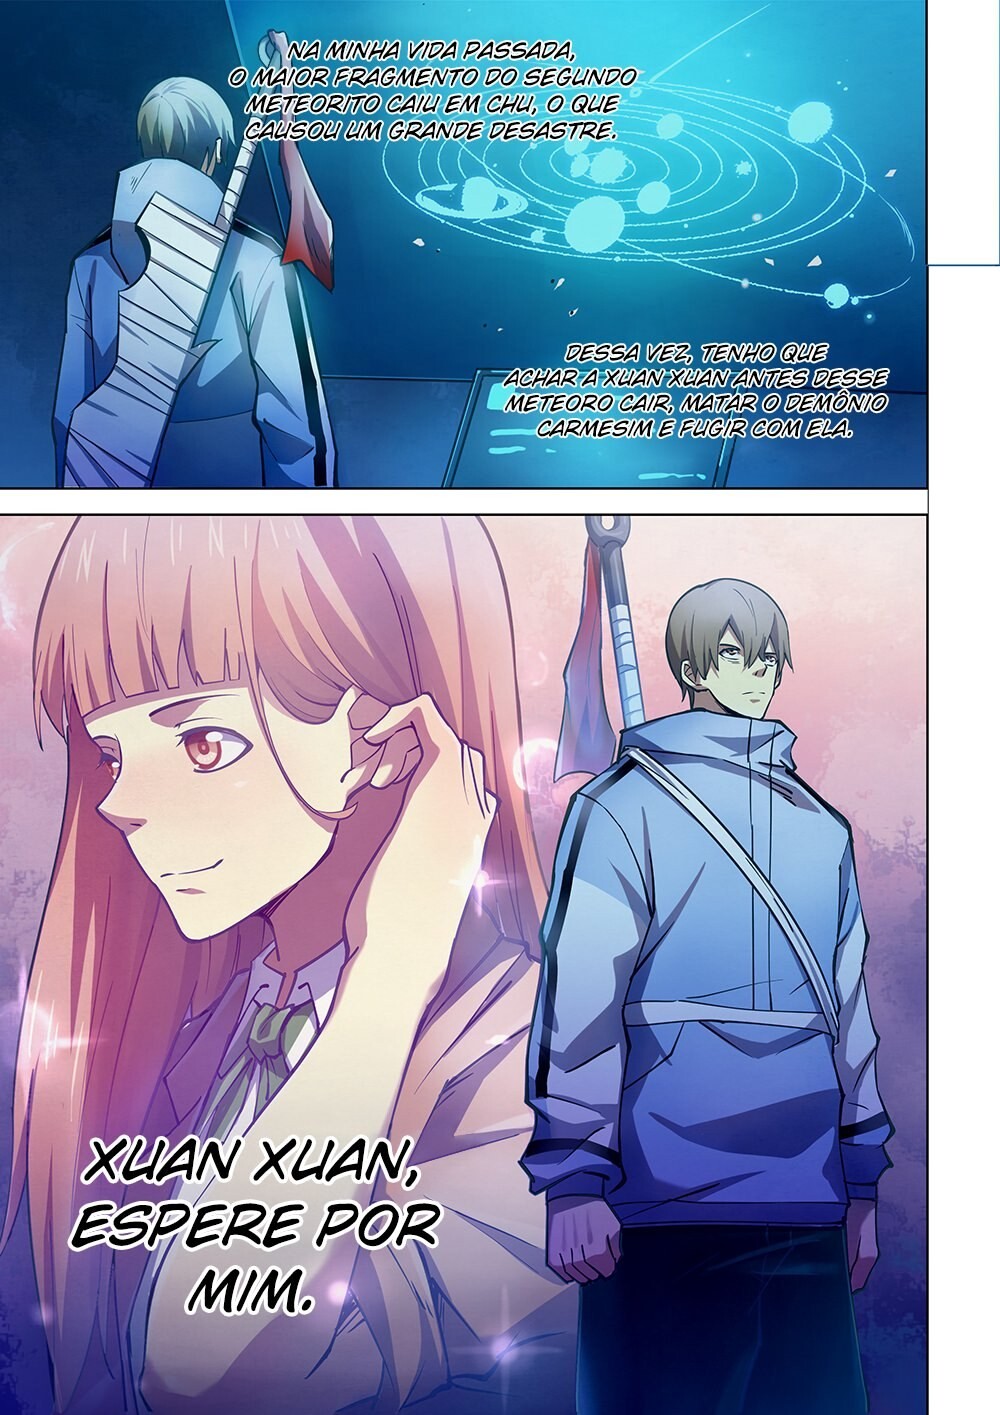 NA MINHA VIDA PASSADA,
O MAIOR FRAGMENTO DO SEGUNDO
METEORITO CAIU EM CHU, O QUE
CAUSOU UM GRANDE DESASTRE.
DESSA VEZ, TENHO QUE
ACHAR A XUAN XUAN ANTES DESSE
METEORO CAIR, MATAR O DEMÔNIO
CARMESIM E FUGIR COM ELA.
XUAN XUAN,
ESPERE POR
MIM.